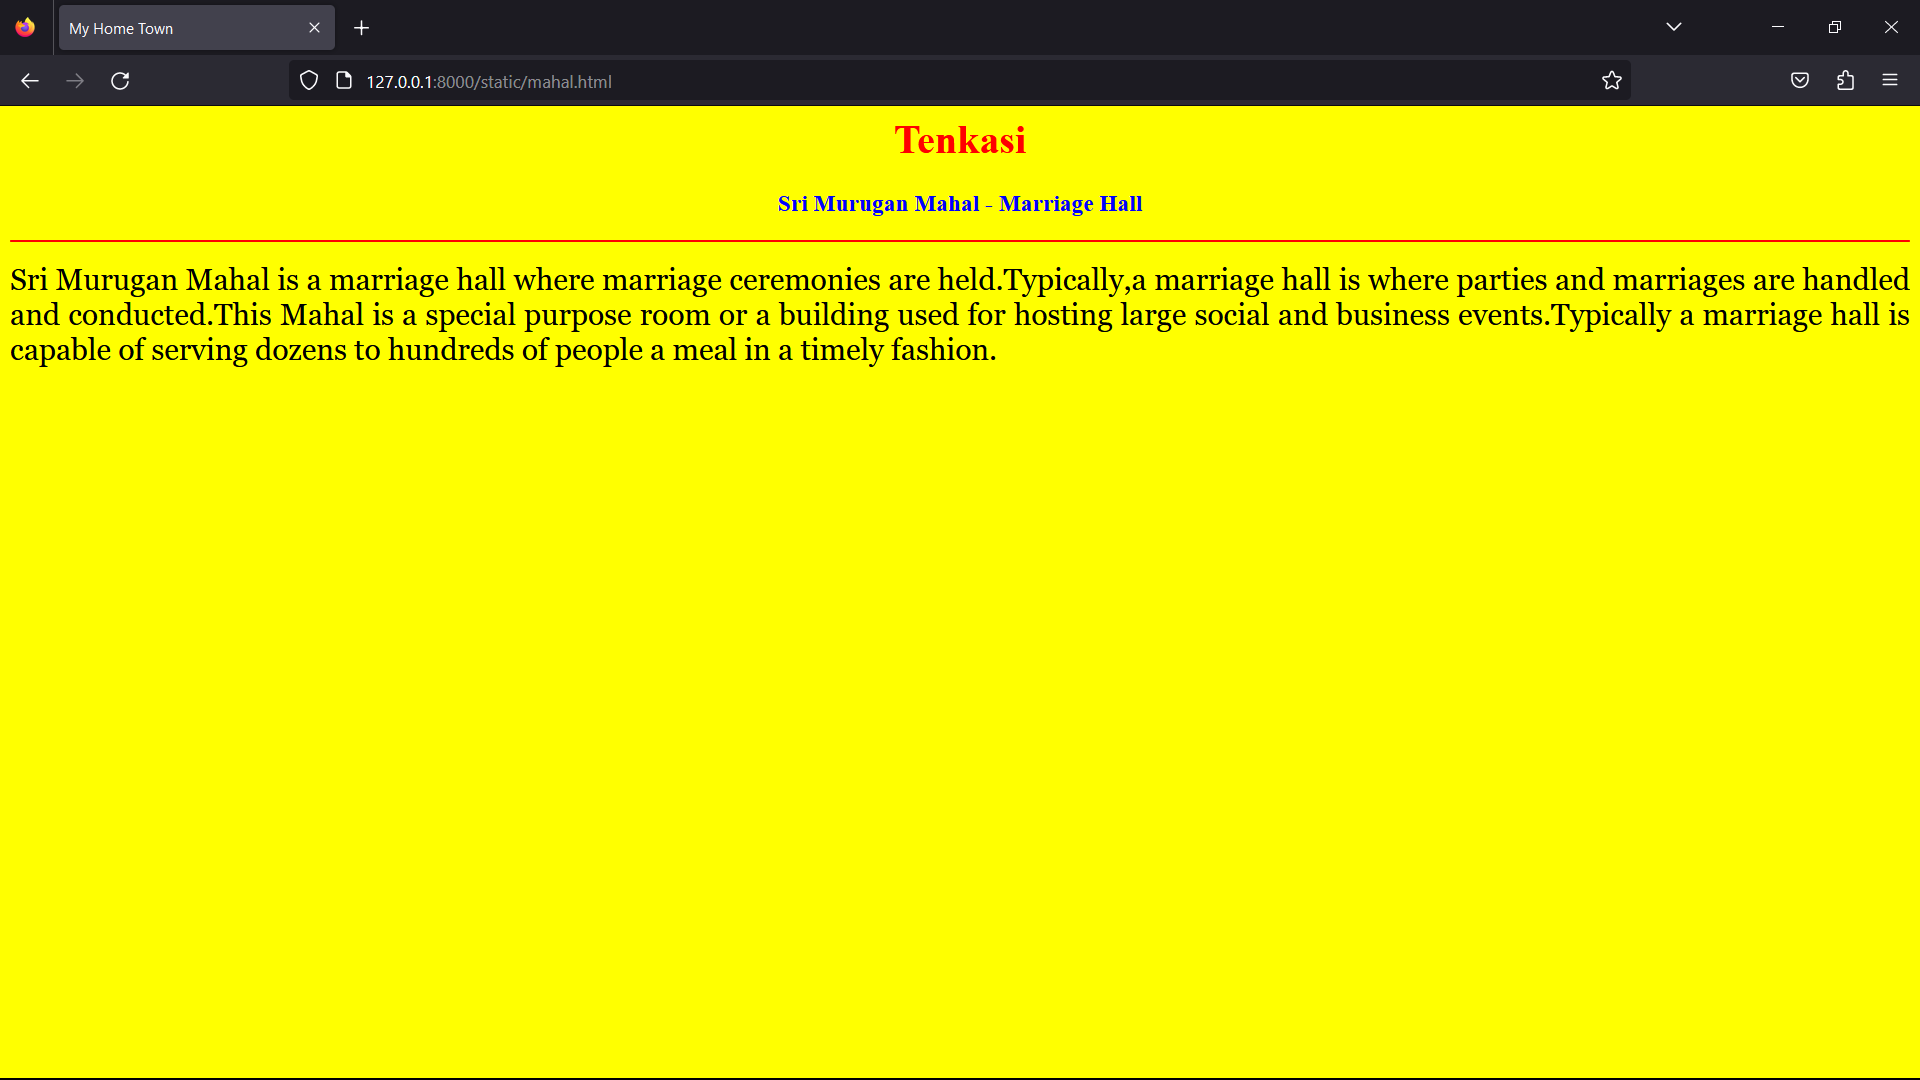 My Home Town
127.0.0.1:8000/static/mahal.html
Tenkasi
Sri Murugan Mahal - Marriage Hall
Sri Murugan Mahal is a marriage hall where marriage ceremonies are held.Typically,a marriage hall is where parties and marriages are handled
and conducted.This Mahal is a special purpose room or a building used for hosting large social and business events.Typically a marriage hall is
capable of serving dozens to hundreds of people a meal in a timely fashion.